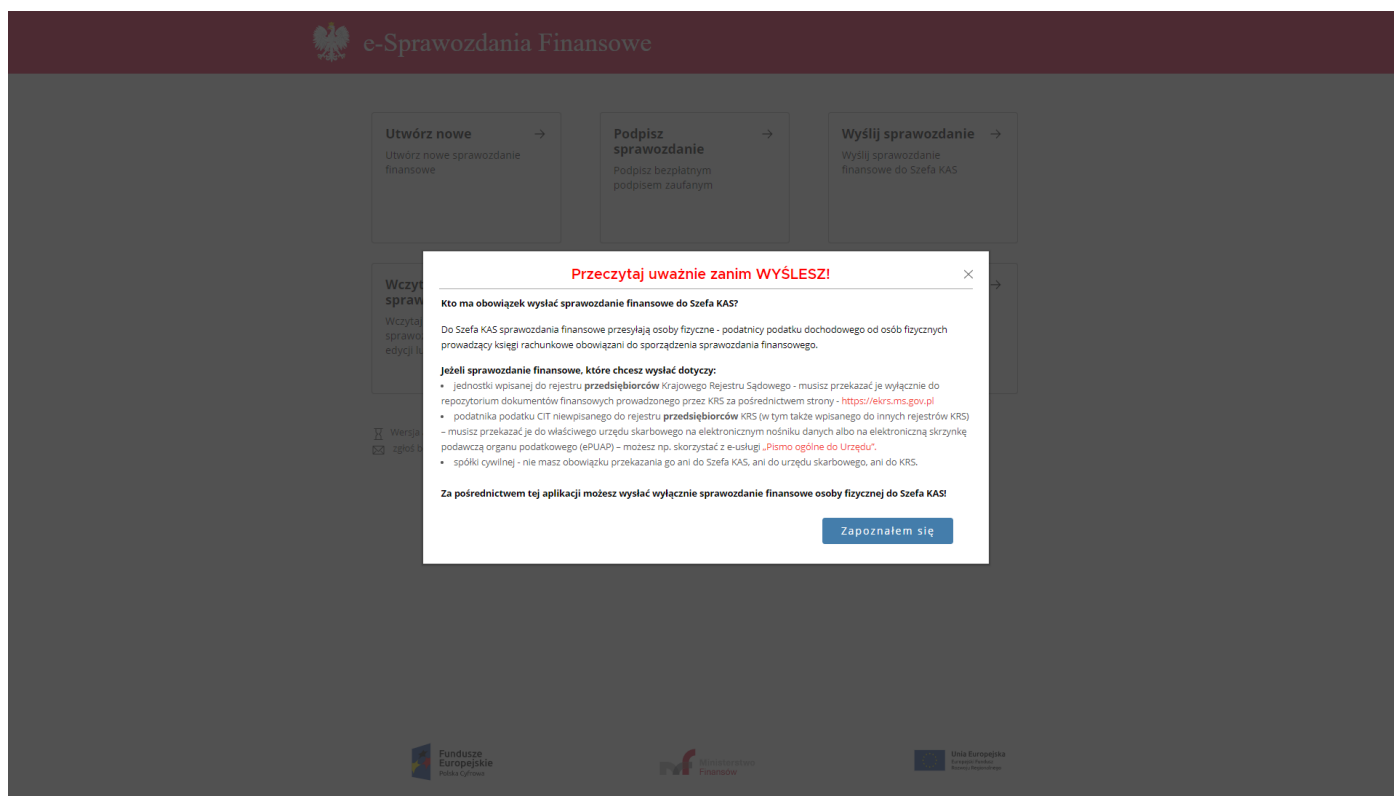 e-Sprawozdania Finansowe
Utwórz nowe
Utwórz nowe sprawozdanie
finansowe
Podpisz
sprawozdanie
Podpisz bezpłatnym
podpisem zaufanym
Wyślij sprawozdanie
Wyślij sprawozdanie
finansowe do Szefa KAS
Przeczytaj uważnie zanim WYŚLESZ!
Kto ma obowiązek wysłać sprawozdanie finansowe do Szefa KAS?
Do Szefa KAS sprawozdania finansowe przesyłają osoby fizyczne - podatnicy podatku dochodowego od osób fizycznych
prowadzący księgi rachunkowe obowiązani do sporządzenia sprawozdania finansowego.
Jeżeli sprawozdanie finansowe, które chcesz wysłać dotyczy:
• jednostki wpisanej do rejestru przedsiębiorców Krajowego Rejestru Sądowego - musisz przekazać je wyłącznie do
repozytorium dokumentów finansowych prowadzonego przez KRS za pośrednictwem strony - https://ekrs.ms.gov.pl
• podatnika podatku CIT niewpisanego do rejestru przedsiębiorców KRS (w tym także wpisanego do innych rejestrów KRS)
– musisz przekazać je do właściwego urzędu skarbowego na elektronicznym nośniku danych albo na elektroniczną skrzynkę
podawczą organu podatkowego (ePUAP) – możesz np. skorzystać z e-usługi „Pismo ogólne do Urzędu”.
• spółki cywilnej - nie masz obowiązku przekazania go ani do Szefa KAS, ani do urzędu skarbowego, ani do KRS.
Za pośrednictwem tej aplikacji możesz wysłać wyłącznie sprawozdanie finansowe osoby fizycznej do Szefa KAS!
Zapoznałem się
Wersja
zgłoś
Fundusze
Europejskie
Polska Cyfrowa
Ministerstwo
Finansów
Unia Europejska